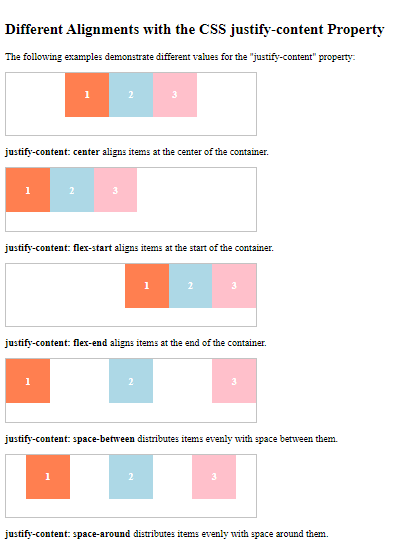 Different Alignments with the CSS justify-content Property
The following examples demonstrate different values for the "justify-content" property:
1 2 3
justify-content: center aligns items at the center of the container.
1 2 3
justify-content: flex-start aligns items at the start of the container.
1 2 3
justify-content: flex-end aligns items at the end of the container.
1 2 3
justify-content: space-between distributes items evenly with space between them.
1 2 3
justify-content: space-around distributes items evenly with space around them.